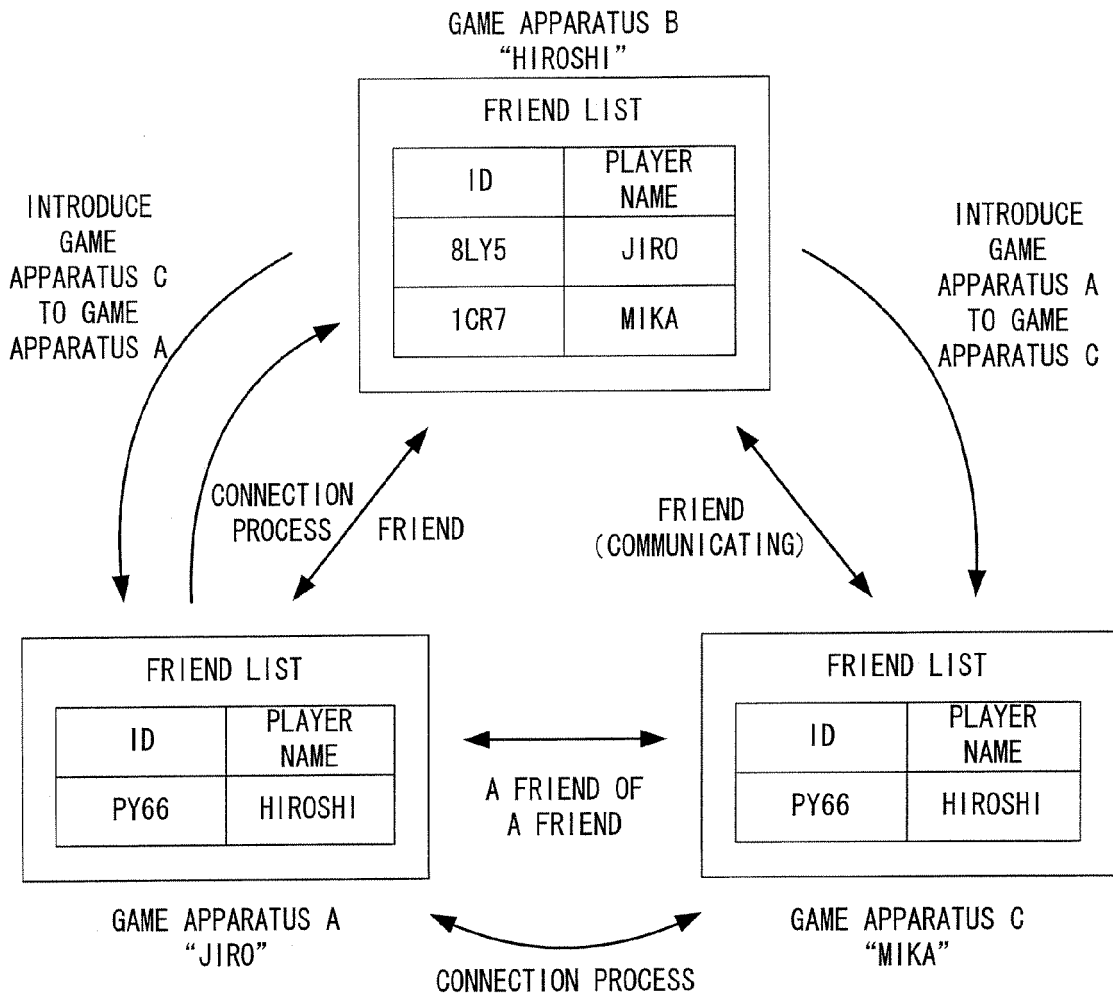 GAME APPARATUS B
“HIROSHI”
FRIEND LIST
ID
PLAYER
NAME
8LY5
JIRO
1CR7
MIKA
INTRODUCE
GAME
APPARATUS C
TO GAME
APPARATUS A
INTRODUCE
GAME
APPARATUS A
TO GAME
APPARATUS C
CONNECTION
PROCESS
FRIEND
FRIEND
(COMMUNICATING)
FRIEND LIST
ID
PLAYER
NAME
PY66
HIROSHI
GAME APPARATUS A
“JIRO”
A FRIEND OF
A FRIEND
FRIEND LIST
ID
PLAYER
NAME
PY66
HIROSHI
GAME APPARATUS C
“MIKA”
CONNECTION PROCESS